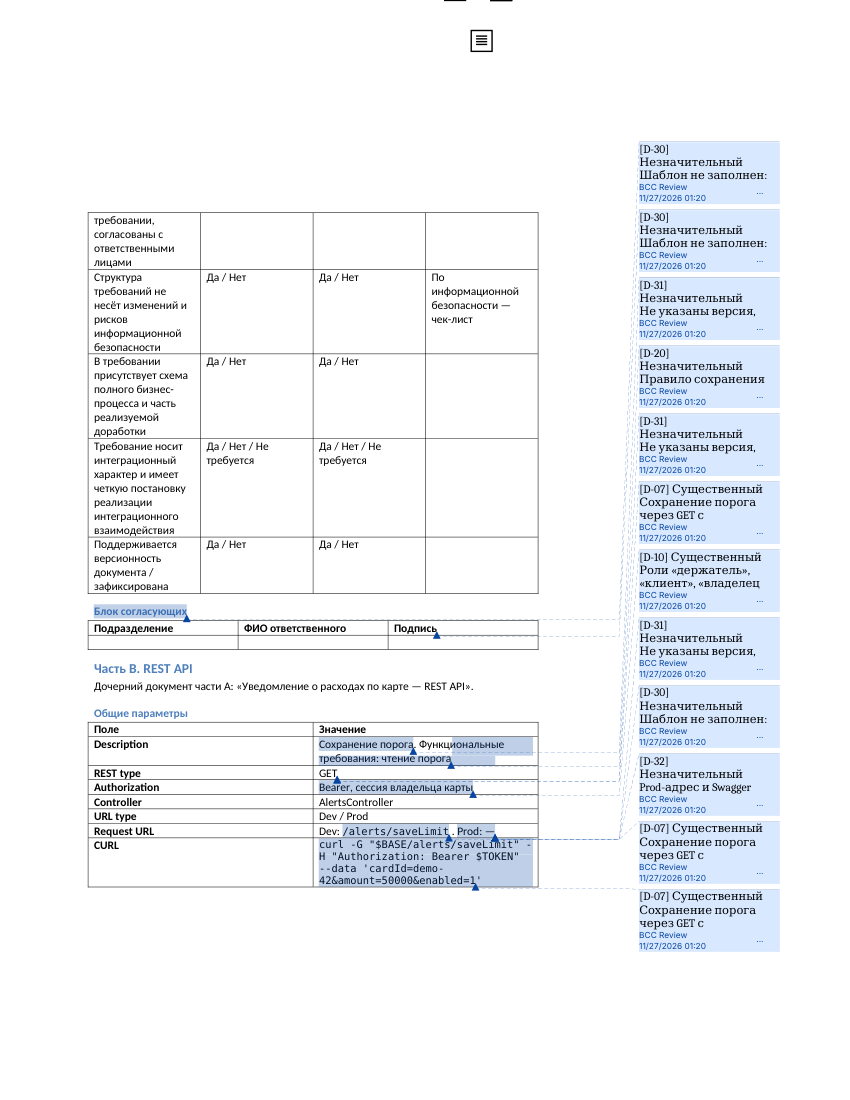 требовании,
согласованы с
ответственными
лицами
Структура
требований не
несёт изменений и
рисков
информационной
безопасности
Да / Нет
Да / Нет
По
информационной
безопасности —
чек-лист
В требовании
присутствует схема
полного бизнес-
процесса и часть
реализуемой
доработки
Да / Нет
Да / Нет
Требование носит
интеграционный
характер и имеет
четкую постановку
реализации
интеграционного
взаимодействия
Да / Нет / Не
требуется
Да / Нет / Не
требуется
Поддерживается
версионность
документа /
зафиксирована
Да / Нет
Да / Нет
Блок согласующих
Подразделение
ФИО ответственного
Подпись
Часть B. REST API
Дочерний документ части A: «Уведомление о расходах по карте — REST API».
Общие параметры
Поле
Значение
Description
Сохранение порога. Функциональные
требования: чтение порога
REST type
GET
Authorization
Bearer, сессия владельца карты
Controller
AlertsController
URL type
Dev / Prod
Request URL
Dev: /alerts/saveLimit . Prod: —
CURL
curl -G "$BASE/alerts/saveLimit" -
H "Authorization: Bearer $TOKEN"
--data 'cardId=demo-
42&amount=50000&enabled=1'
[D-30]
Незначительный
Шаблон не заполнен:
BCC Review
11/27/2026 01:20
...
[D-30]
Незначительный
Шаблон не заполнен:
BCC Review
11/27/2026 01:20
...
[D-31]
Незначительный
Не указаны версия,
BCC Review
11/27/2026 01:20
...
[D-20]
Незначительный
Правило сохранения
BCC Review
11/27/2026 01:20
...
[D-31]
Незначительный
Не указаны версия,
BCC Review
11/27/2026 01:20
...
[D-07] Существенный
Сохранение порога
через GET с
BCC Review
11/27/2026 01:20
...
[D-10] Существенный
Роли «держатель»,
«клиент», «владелец
BCC Review
11/27/2026 01:20
...
[D-31]
Незначительный
Не указаны версия,
BCC Review
11/27/2026 01:20
...
[D-30]
Незначительный
Шаблон не заполнен:
BCC Review
11/27/2026 01:20
...
[D-32]
Незначительный
Prod-адрес и Swagger
BCC Review
11/27/2026 01:20
...
[D-07] Существенный
Сохранение порога
через GET с
BCC Review
11/27/2026 01:20
...
[D-07] Существенный
Сохранение порога
через GET с
BCC Review
11/27/2026 01:20
...